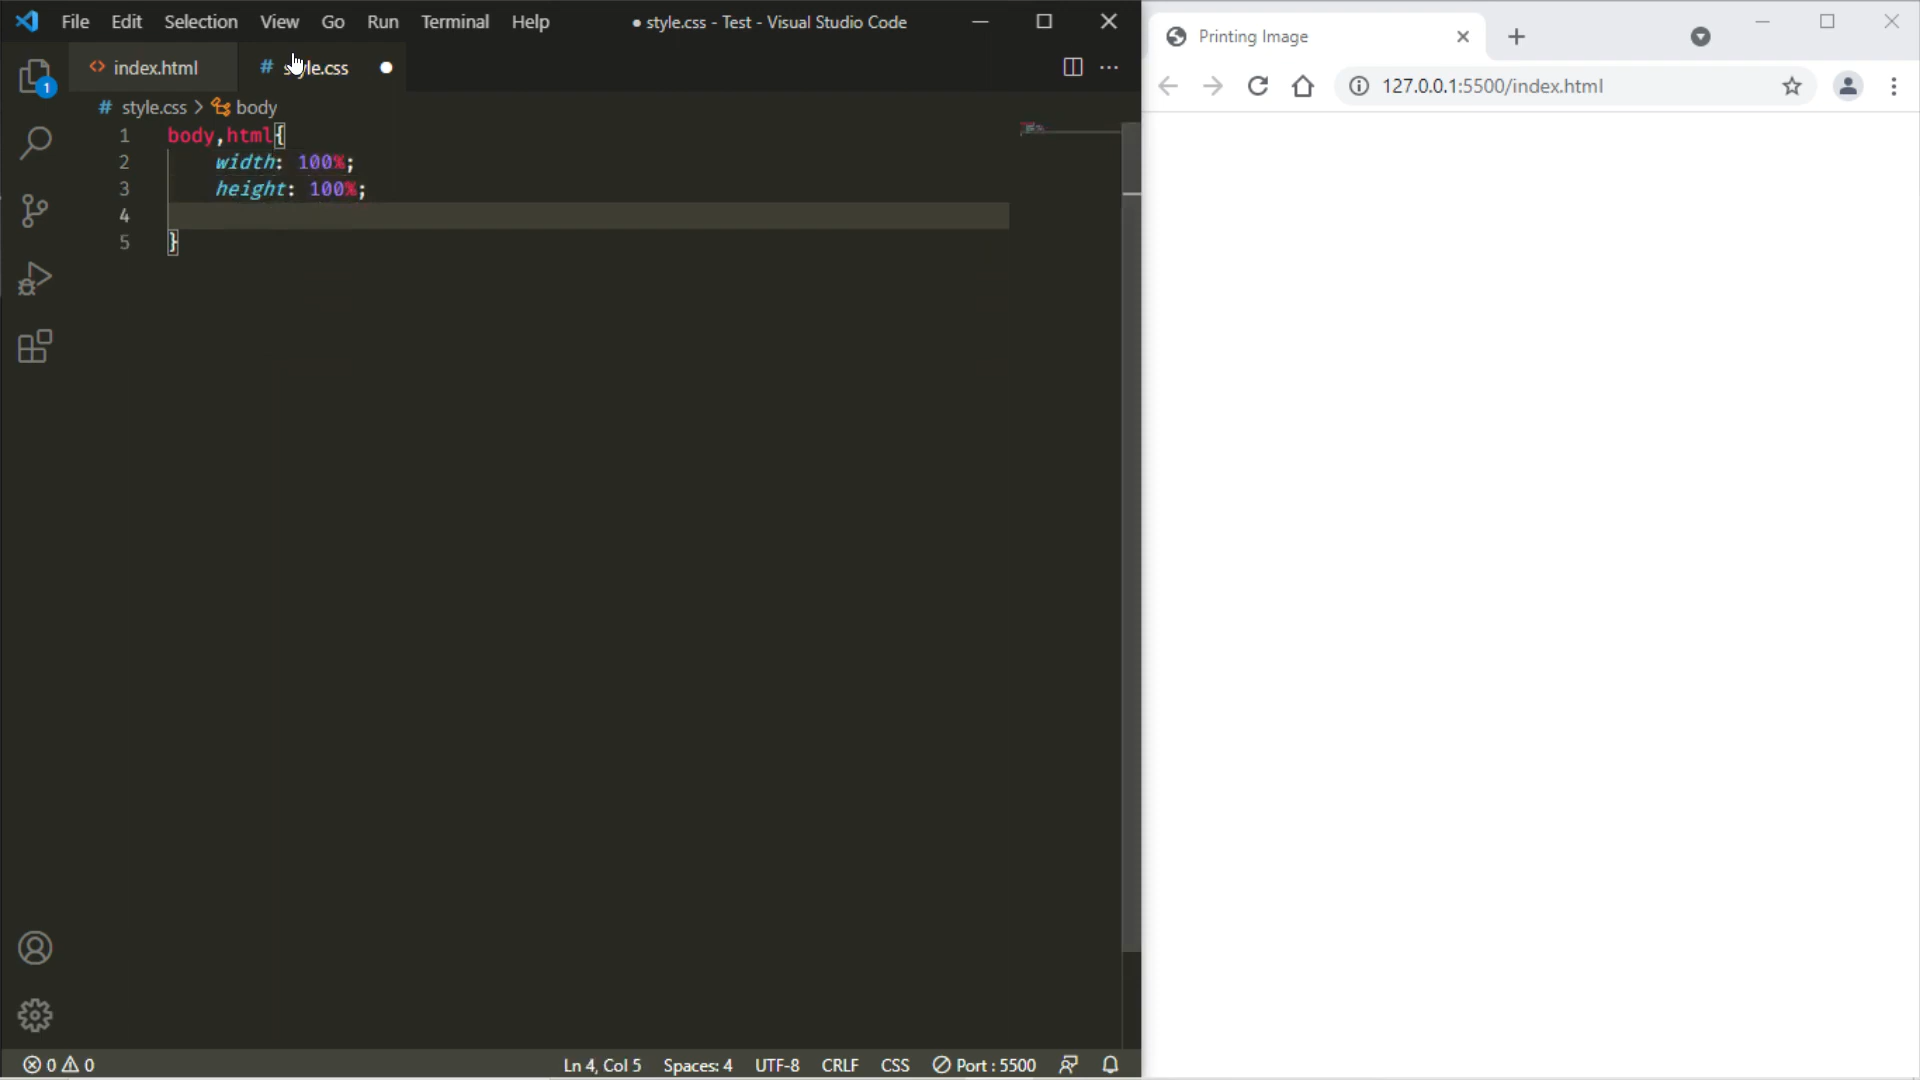 File Edit Selection View Go Run Terminal Help
● style.css - Test - Visual Studio Code
index.html
# style.css ●
# style.css > body
1 body,html{
2 width: 100%;
3 height: 100%;
4
5 }
1
0 0
Ln 4, Col 5 Spaces: 4 UTF-8 CRLF CSS Port : 5500
Printing Image
127.0.0.1:5500/index.html